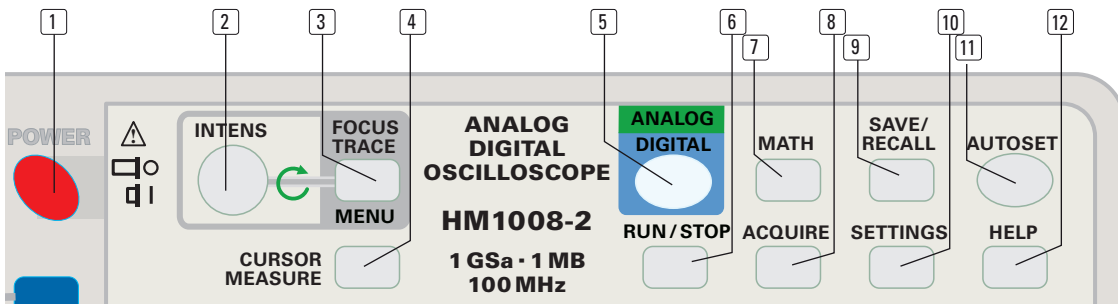 1 2 3 4 5 6 7 8 9 10 11 12
POWER
INTENS
FOCUS
TRACE
MENU
CURSOR
MEASURE
ANALOG
DIGITAL
OSCILLOSCOPE
HM1008-2
1 GSa · 1 MB
100 MHz
ANALOG
DIGITAL
RUN / STOP
MATH
ACQUIRE
SAVE/
RECALL
SETTINGS
AUTOSET
HELP